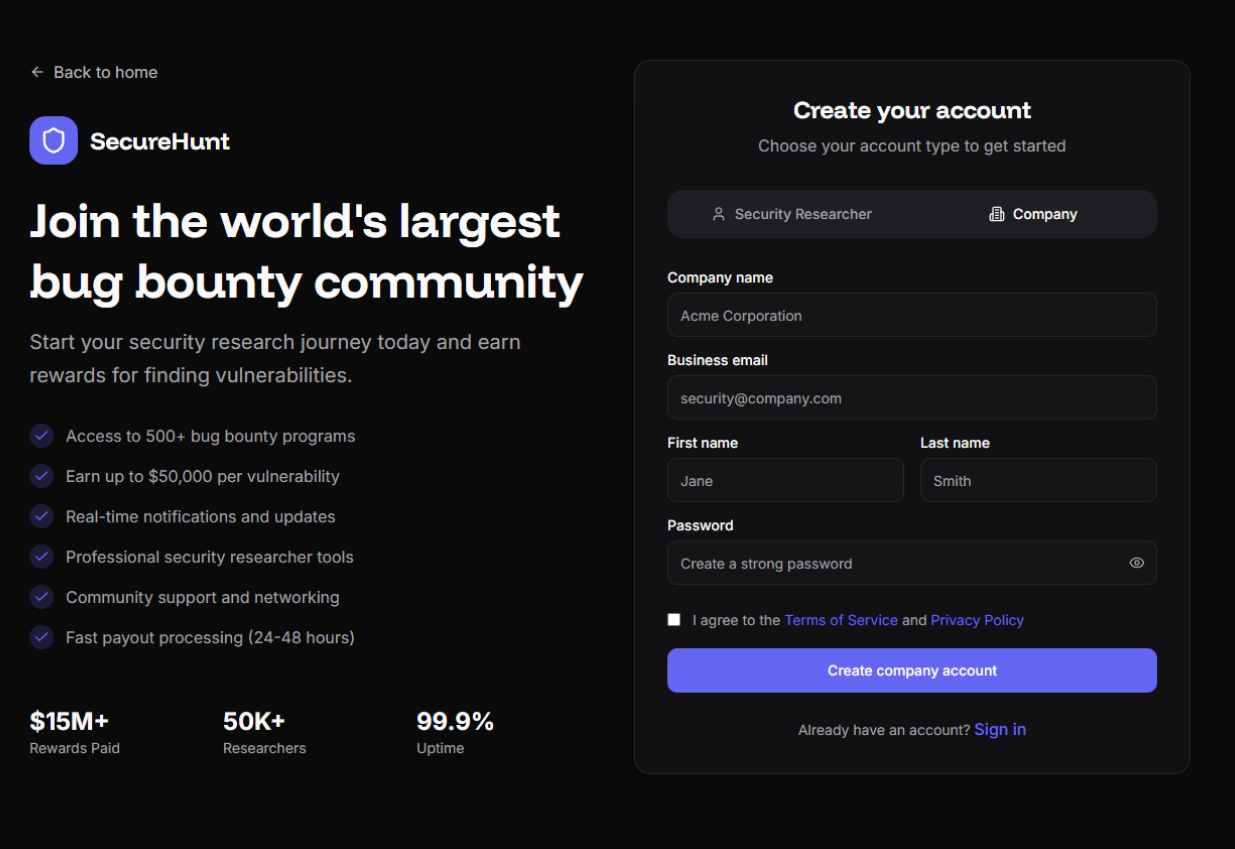 Back to home
SecureHunt
Join the world's largest
bug bounty community
Start your security research journey today and earn
rewards for finding vulnerabilities.
Access to 500+ bug bounty programs
Earn up to $50,000 per vulnerability
Real-time notifications and updates
Professional security researcher tools
Community support and networking
Fast payout processing (24-48 hours)
$15M+ 50K+ 99.9%
Rewards Paid Researchers Uptime
Create your account
Choose your account type to get started
Security Researcher Company
Company name
Acme Corporation
Business email
security@company.com
First name Last name
Jane Smith
Password
Create a strong password
I agree to the Terms of Service and Privacy Policy
Create company account
Already have an account? Sign in